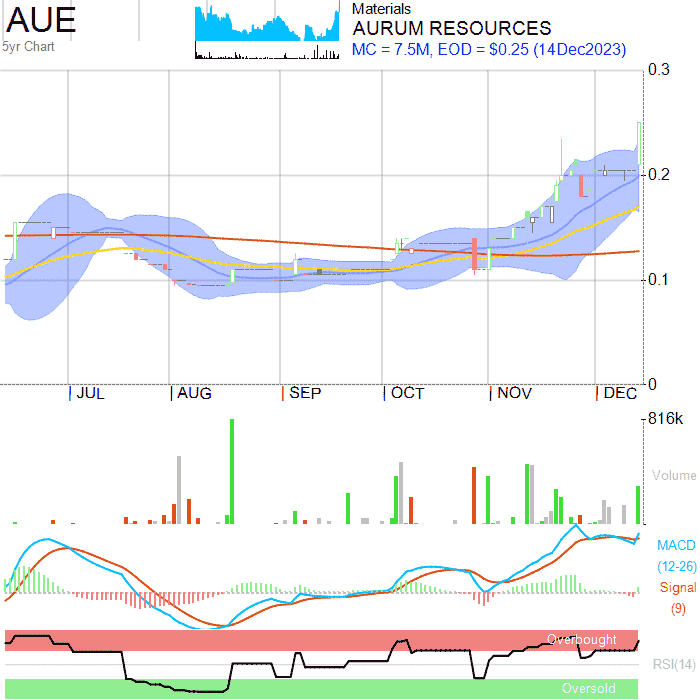 AUE
5yr Chart
Materials
AURUM RESOURCES
MC = 7.5M, EOD = $0.25 (14Dec2023)
0.3
0.2
0.1
0
JUL AUG SEP OCT NOV DEC
816k
Volume
MACD
(12-26)
Signal
(9)
Overbought
RSI(14)
Oversold